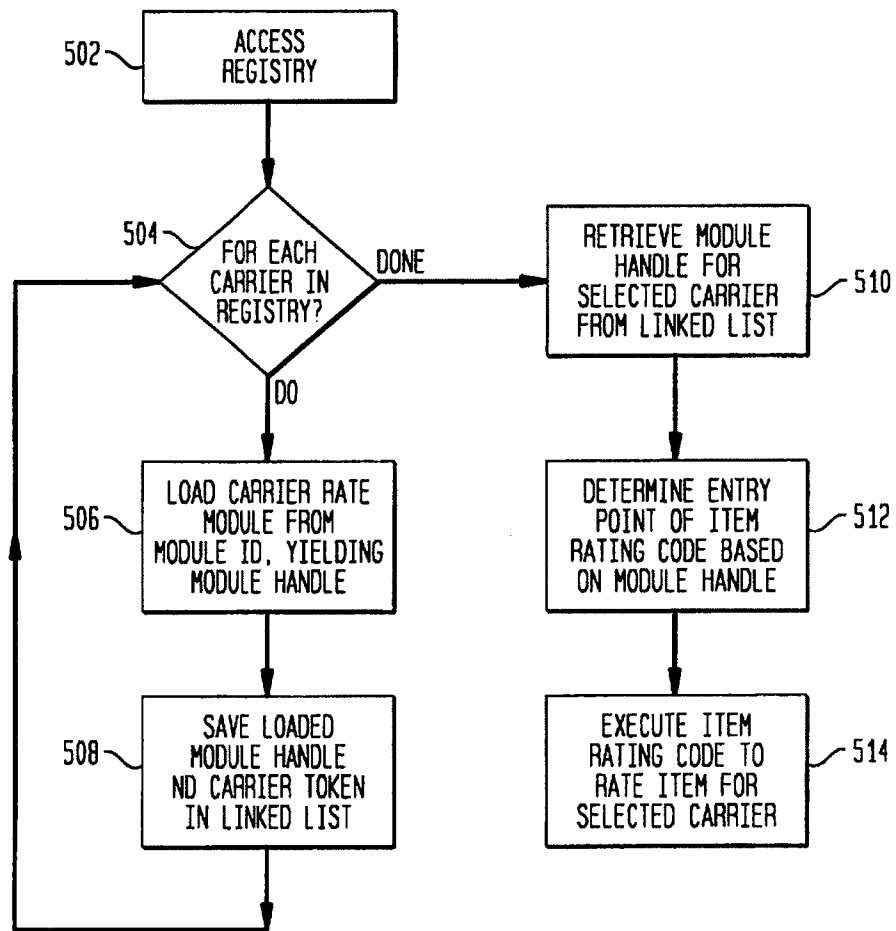 502
ACCESS
REGISTRY
504
FOR EACH
CARRIER IN
REGISTRY?
DONE
DO
506
LOAD CARRIER RATE
MODULE FROM
MODULE ID, YIELDING
MODULE HANDLE
508
SAVE LOADED
MODULE HANDLE
ND CARRIER TOKEN
IN LINKED LIST
RETRIEVE MODULE
HANDLE FOR
SELECTED CARRIER
FROM LINKED LIST
510
DETERMINE ENTRY
POINT OF ITEM
RATING CODE BASED
ON MODULE HANDLE
512
EXECUTE ITEM
RATING CODE TO
RATE ITEM FOR
SELECTED CARRIER
514